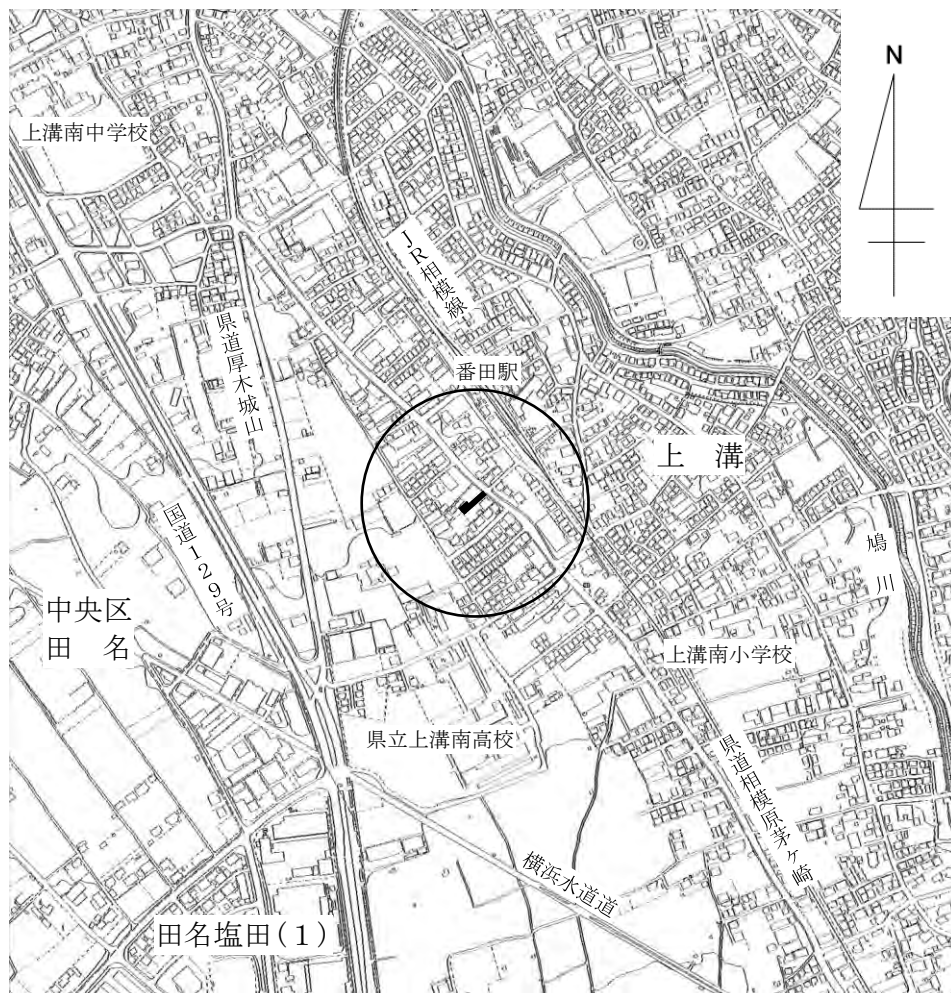 N
上溝南中学校
JR相模線
県道厚木城山
番田駅
上 溝
国道129号
鳩川
中央区
田 名
上溝南小学校
県立上溝南高校
県道相模原茅ヶ崎
横浜水道道
田名塩田(1)